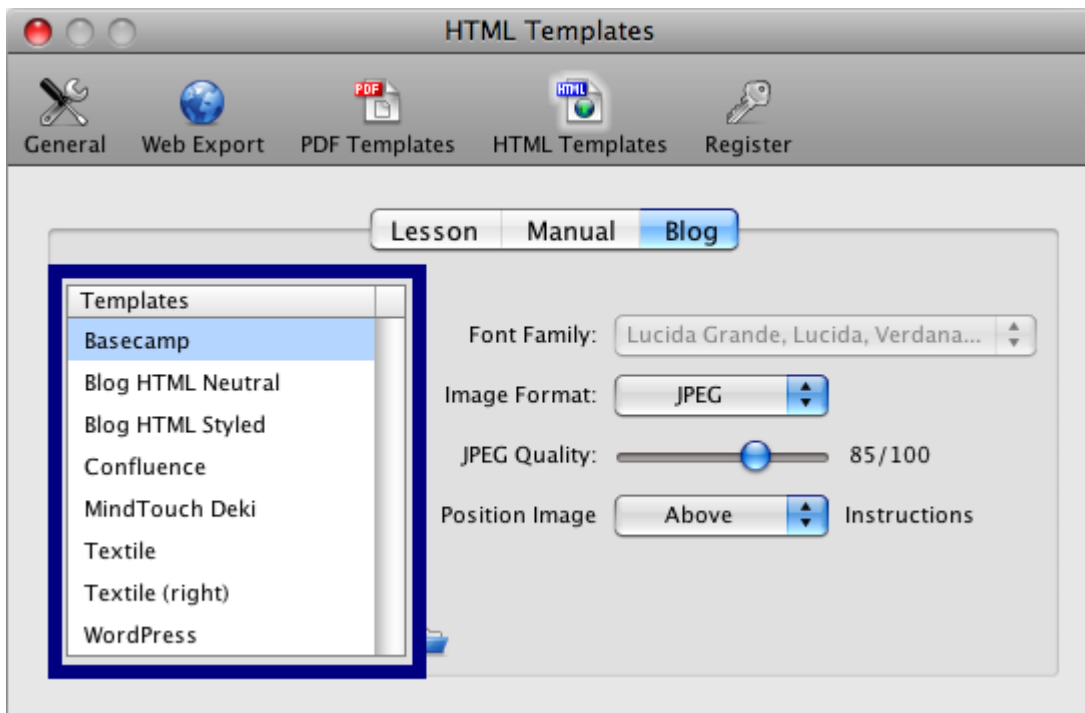 HTML Templates
PDF
HTML
General Web Export PDF Templates HTML Templates Register
Lesson Manual Blog
Templates
Basecamp
Blog HTML Neutral
Blog HTML Styled
Confluence
MindTouch Deki
Textile
Textile (right)
WordPress
Font Family: Lucida Grande, Lucida, Verdana...
Image Format: JPEG
JPEG Quality: 85/100
Position Image Above Instructions